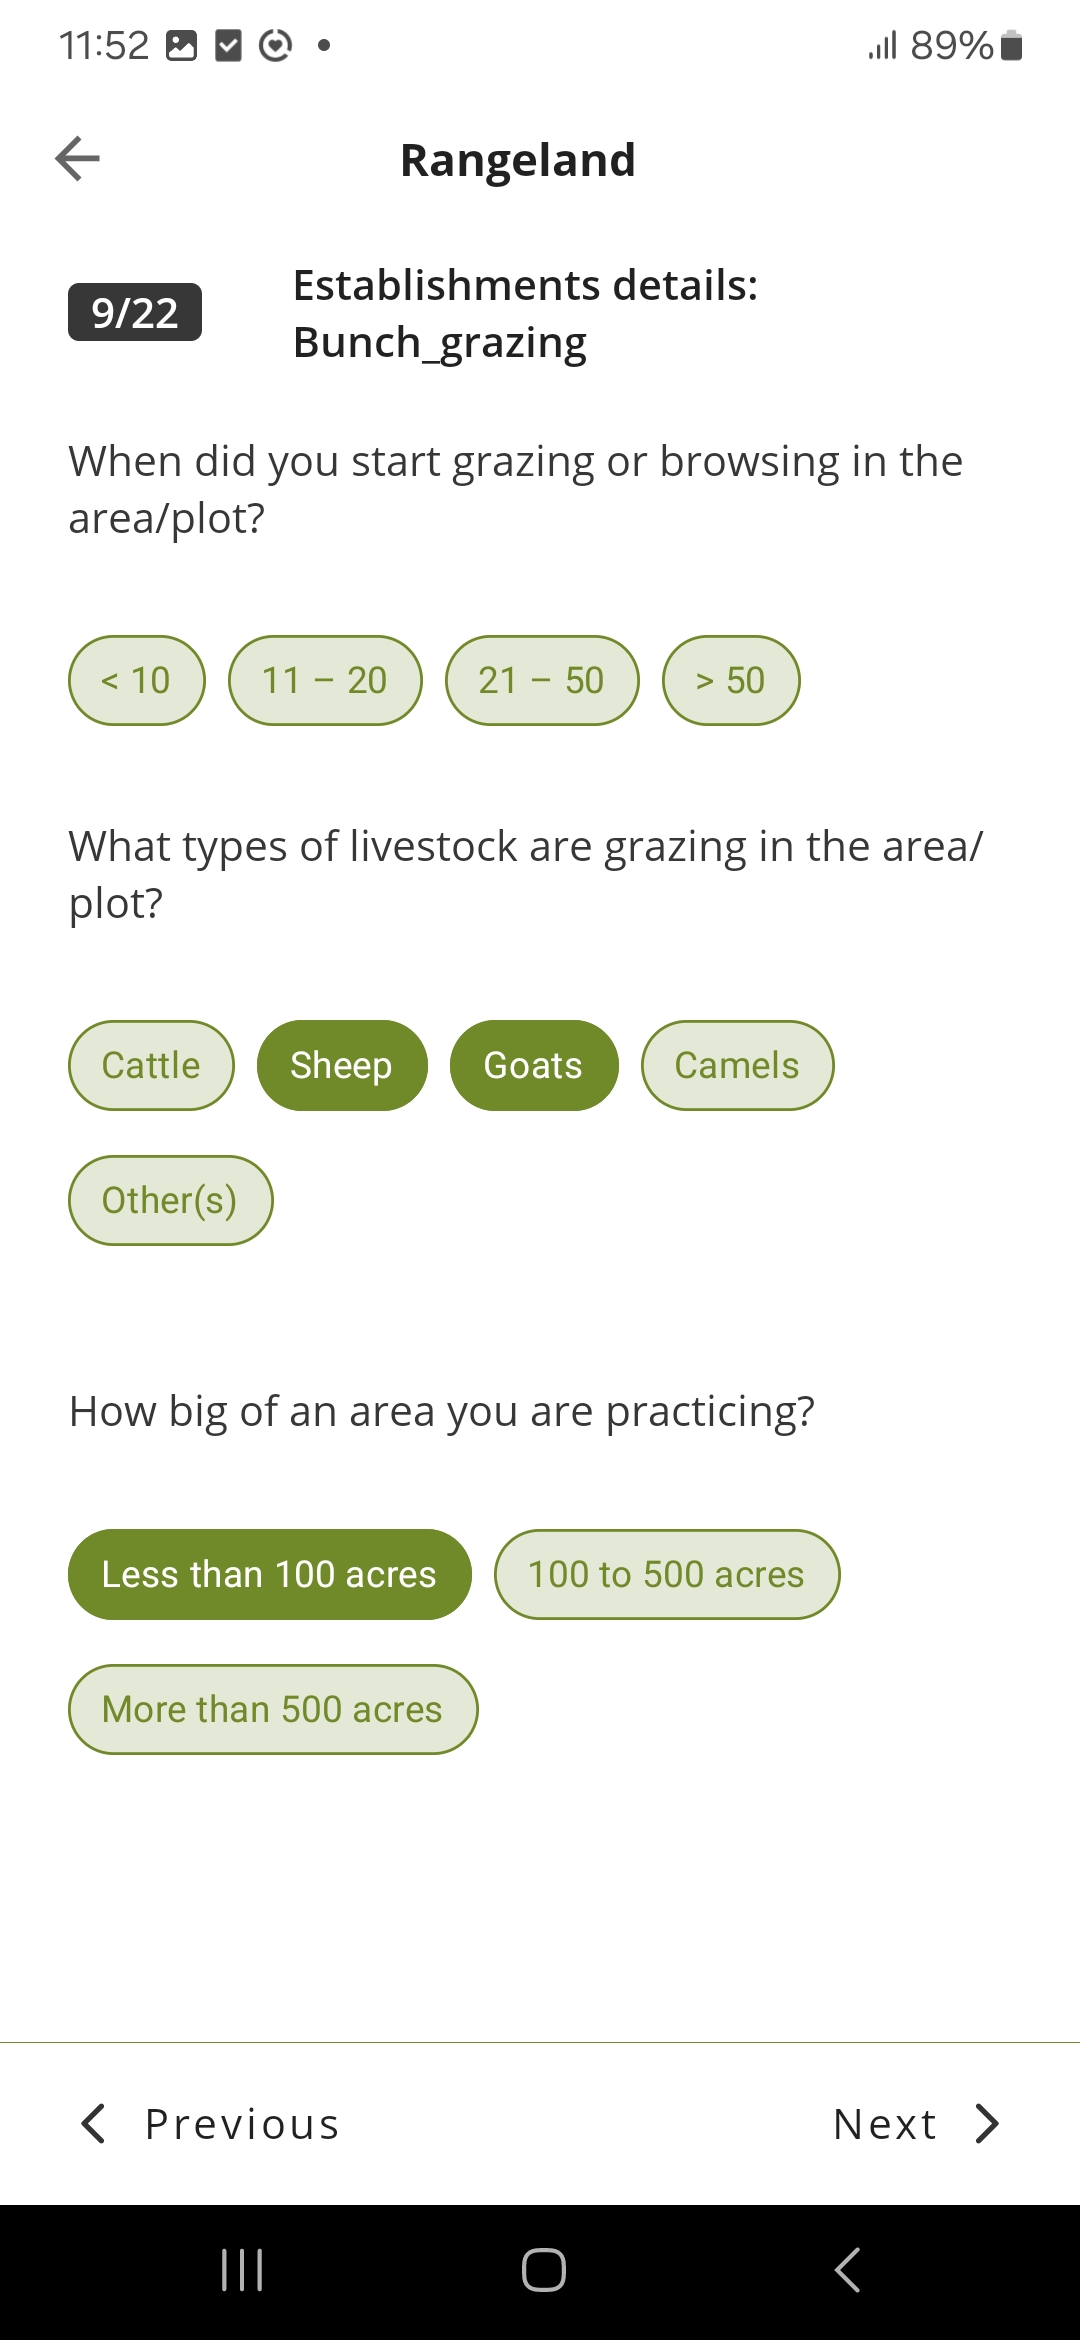 11:52
89%
Rangeland
9/22
Establishments details:
Bunch_grazing
When did you start grazing or browsing in the
area/plot?
< 10
11 – 20
21 – 50
> 50
What types of livestock are grazing in the area/
plot?
Cattle
Sheep
Goats
Camels
Other(s)
How big of an area you are practicing?
Less than 100 acres
100 to 500 acres
More than 500 acres
Previous
Next